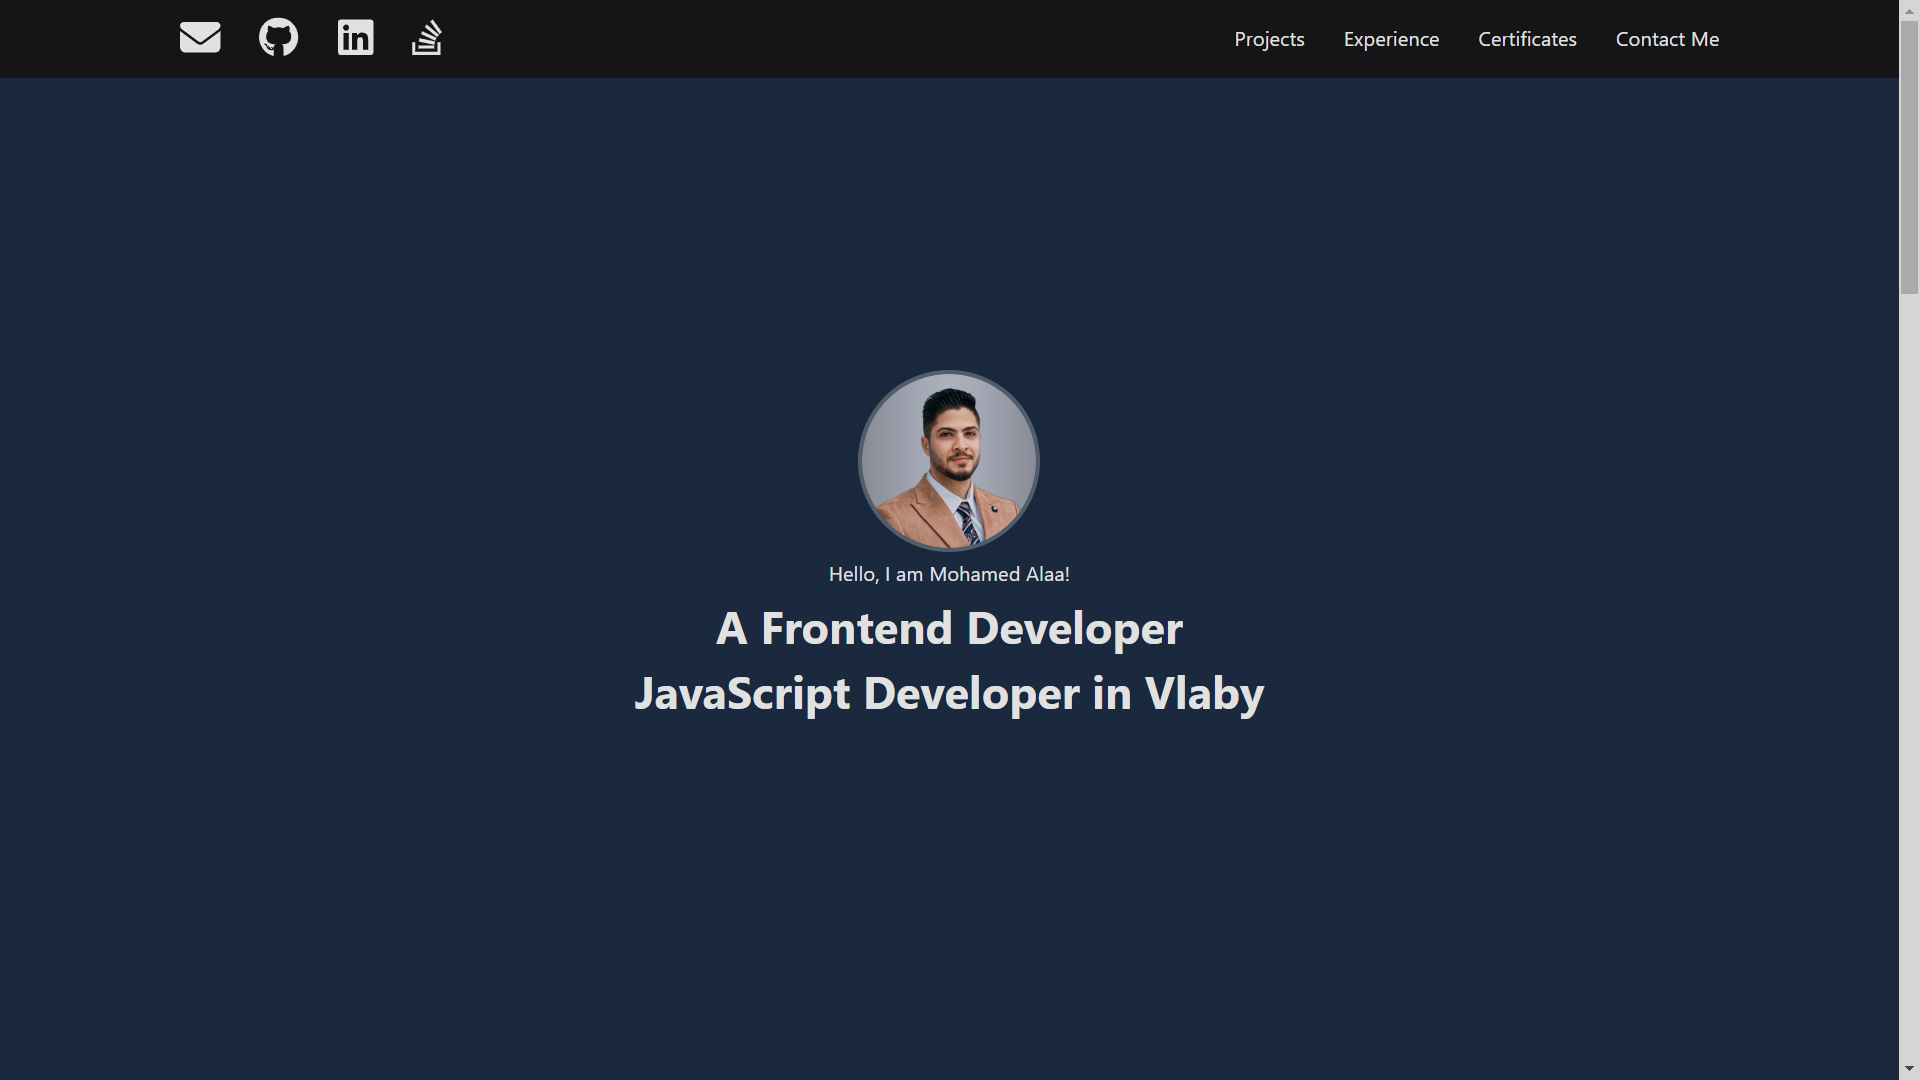 Projects
Experience
Certificates
Contact Me
Hello, I am Mohamed Alaa!
A Frontend Developer
JavaScript Developer in Vlaby